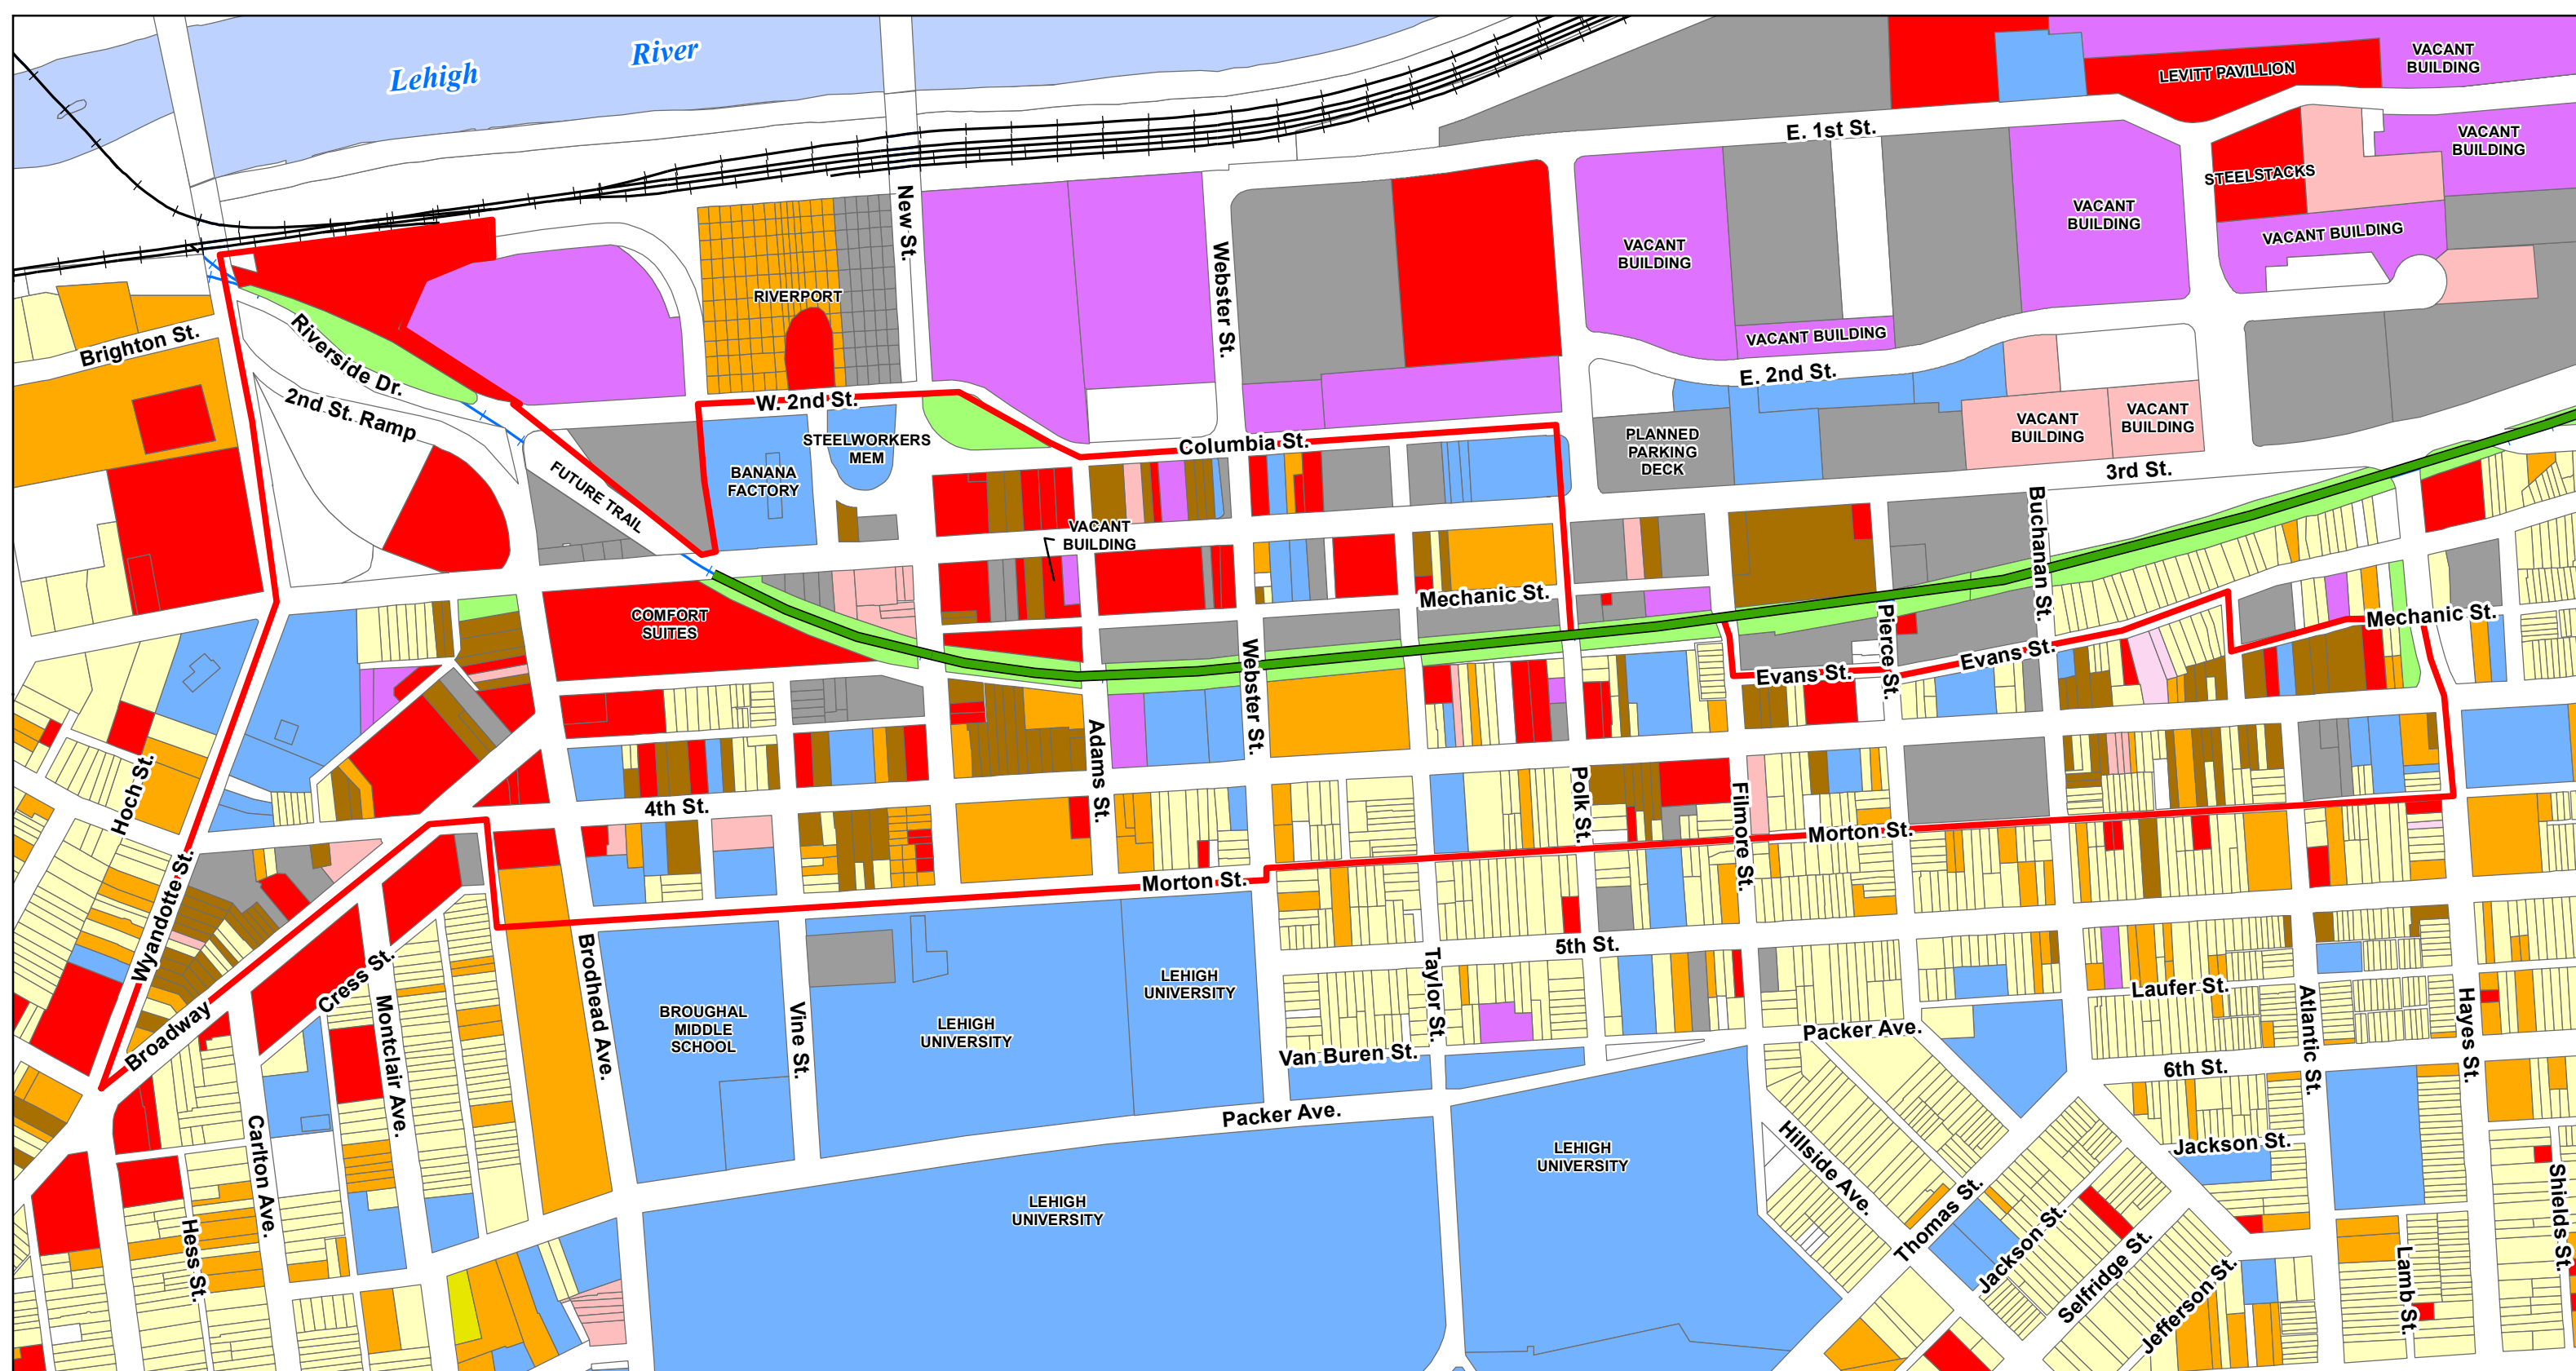 Lehigh
River
VACANT
BUILDING
LEVITT PAVILLION
E. 1st St.
VACANT
BUILDING
STEELSTACKS
New St.
Webster St.
VACANT
BUILDING
VACANT
BUILDING
VACANT BUILDING
RIVERPORT
Brighton St.
Riverside Dr.
VACANT BUILDING
2nd St. Ramp
W. 2nd St.
E. 2nd St.
STEELWORKERS
MEM
Columbia St.
VACANT
BUILDING
VACANT
BUILDING
PLANNED
PARKING
DECK
BANANA
FACTORY
3rd St.
FUTURE TRAIL
VACANT
BUILDING
Buchanan St.
COMFORT
SUITES
Mechanic St.
Mechanic St.
Pierce St.
Evans St.
Evans St.
Webster St.
Hoch St.
Adams St.
4th St.
Polk St.
Filmore St.
Morton St.
Morton St.
Wyandotte St.
5th St.
Cress St.
Broadway
Montclair Ave.
Brodhead Ave.
BROUGHAL
MIDDLE
SCHOOL
Vine St.
LEHIGH
UNIVERSITY
LEHIGH
UNIVERSITY
Taylor St.
Laufer St.
Atlantic St.
Hayes St.
Van Buren St.
Packer Ave.
6th St.
Packer Ave.
Carlton Ave.
Hess St.
LEHIGH
UNIVERSITY
LEHIGH
UNIVERSITY
Hillside Ave.
Jackson St.
Thomas St.
Jackson St.
Selfridge St.
Jefferson St.
Lamb St.
Shields St.